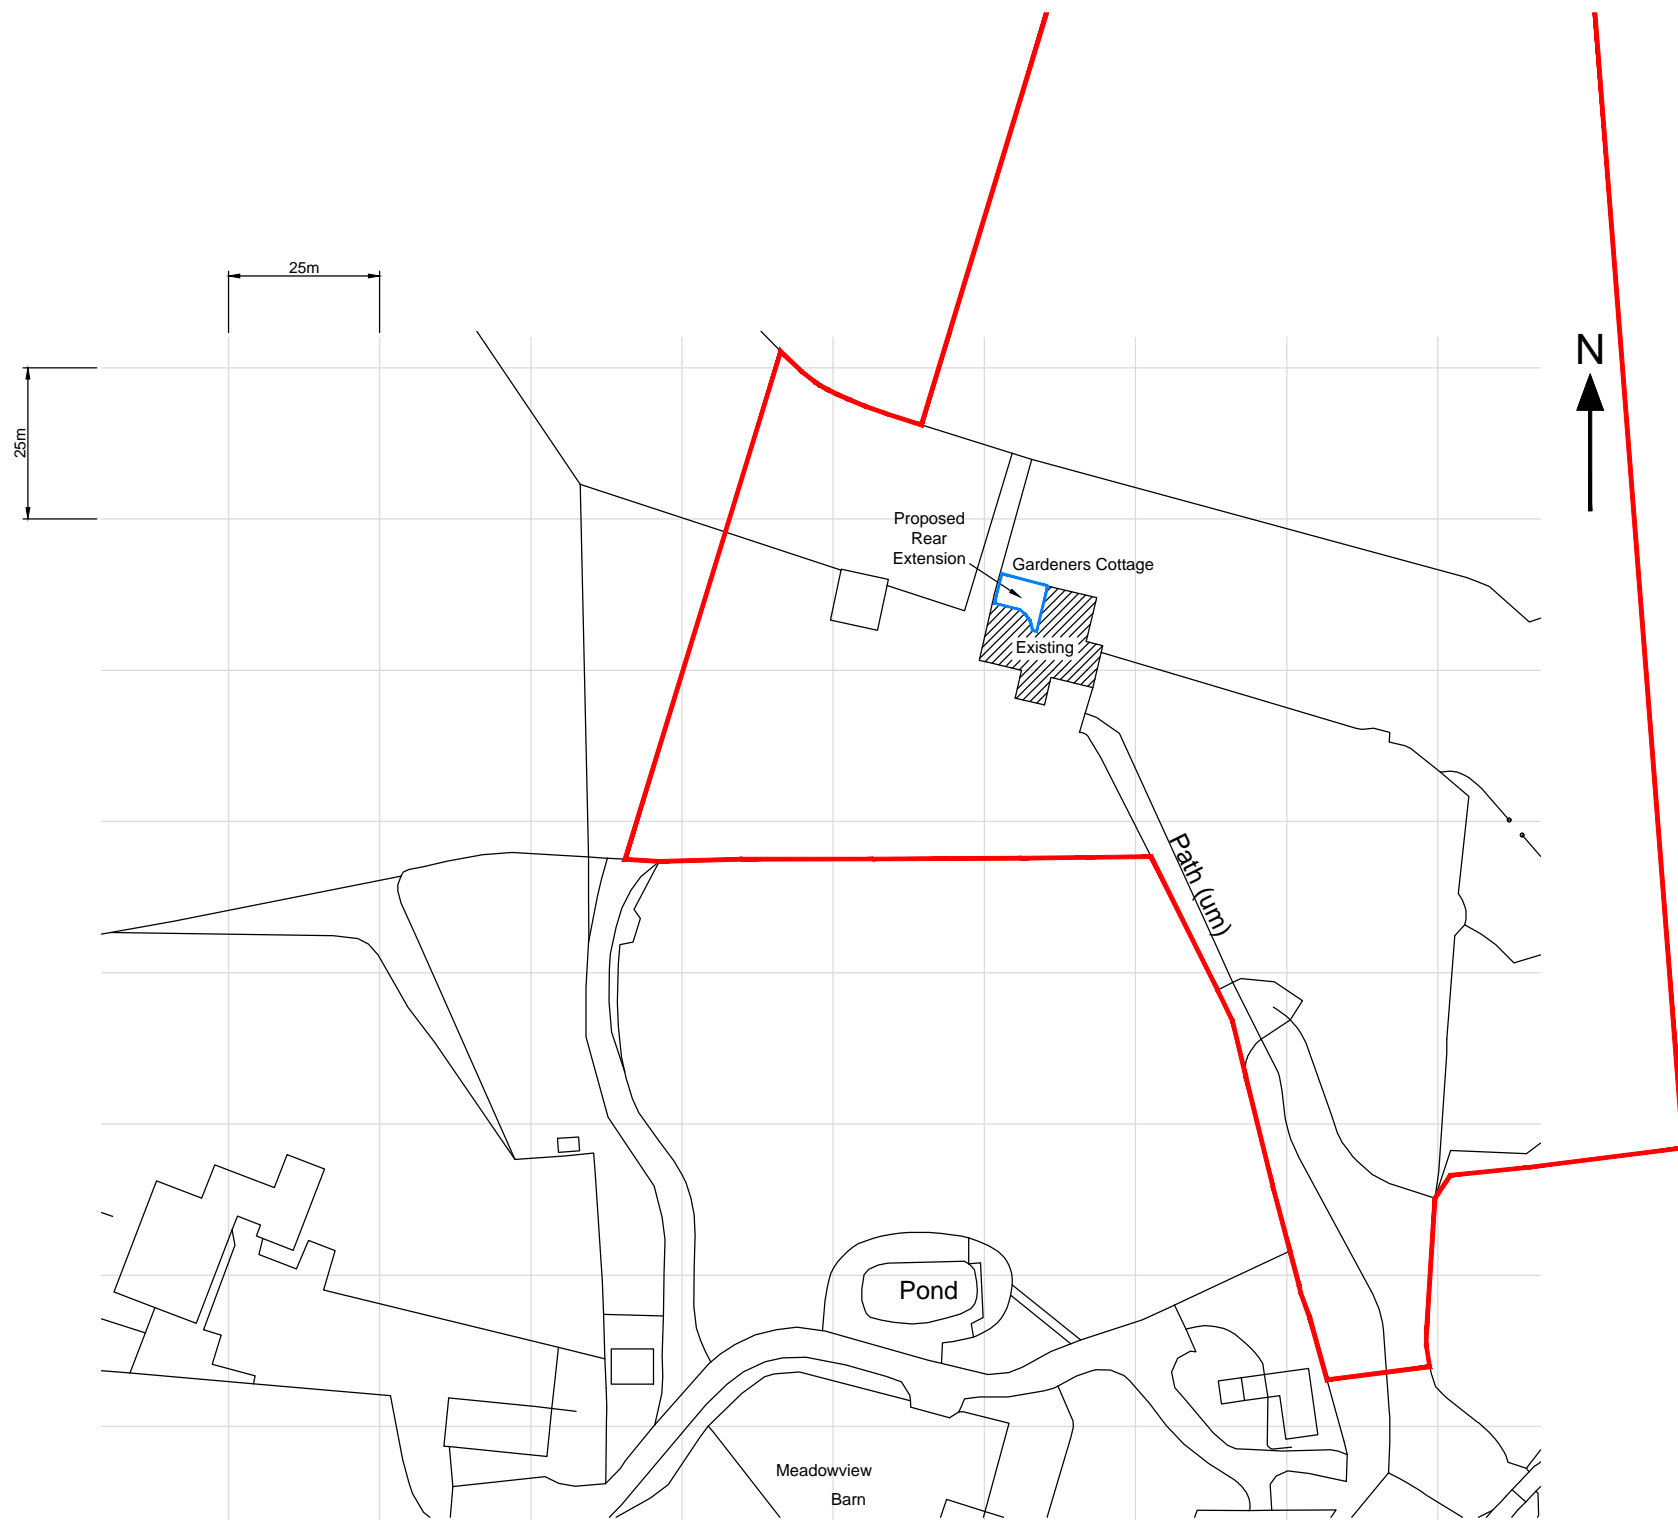 25m
N
25m
Proposed
Rear
Extension
Gardeners Cottage
Existing
Path (um)
Pond
Meadowview
Barn